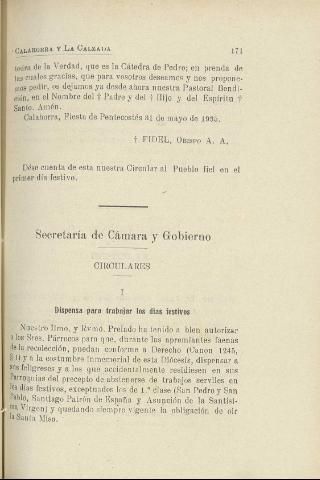 CALAHORRA Y LA CALZADA 171
tedra de la Verdad, que es la Cátedra de Pedro; en prenda de
las cuales gracias, que para vosotros deseamos y nos propone-
mos pedir, os dejamos ya desde ahora nuestra Pastoral Bendi-
ción, en el Nombre del † Padre y del † Hijo y del Espíritu †
Santo. Amén.
Calahorra, Fiesta de Pentecostés 31 de mayo de
† FIDEL, OBISPO A. A.
Dése cuenta de esta nuestra Circular al Pueblo fiel en el
primer día festivo.
Secretaría de Cámara y Gobierno
CIRCULARES
I
Dispensa para trabajar los días festivos
NUESTRO Ilmo. y Rvmo. Prelado ha tenido a bien autorizar
a los Sres. Párrocos para que, durante las apremiantes faenas
de la recolección, puedan conforme a Derecho (Canon 1245,
§ 1) y a la costumbre inmemorial de esta Diócesis, dispensar a
sus feligreses y a los que accidentalmente residiesen en sus
Parroquias del precepto de abstenerse de trabajos serviles en
los días festivos, exceptuados los de 1.ª clase (San Pedro y San
Pablo, Santiago Patrón de España y Asunción de la Santísi-
ma Virgen) y quedando siempre vigente la obligación de oir
la Santa Misa.